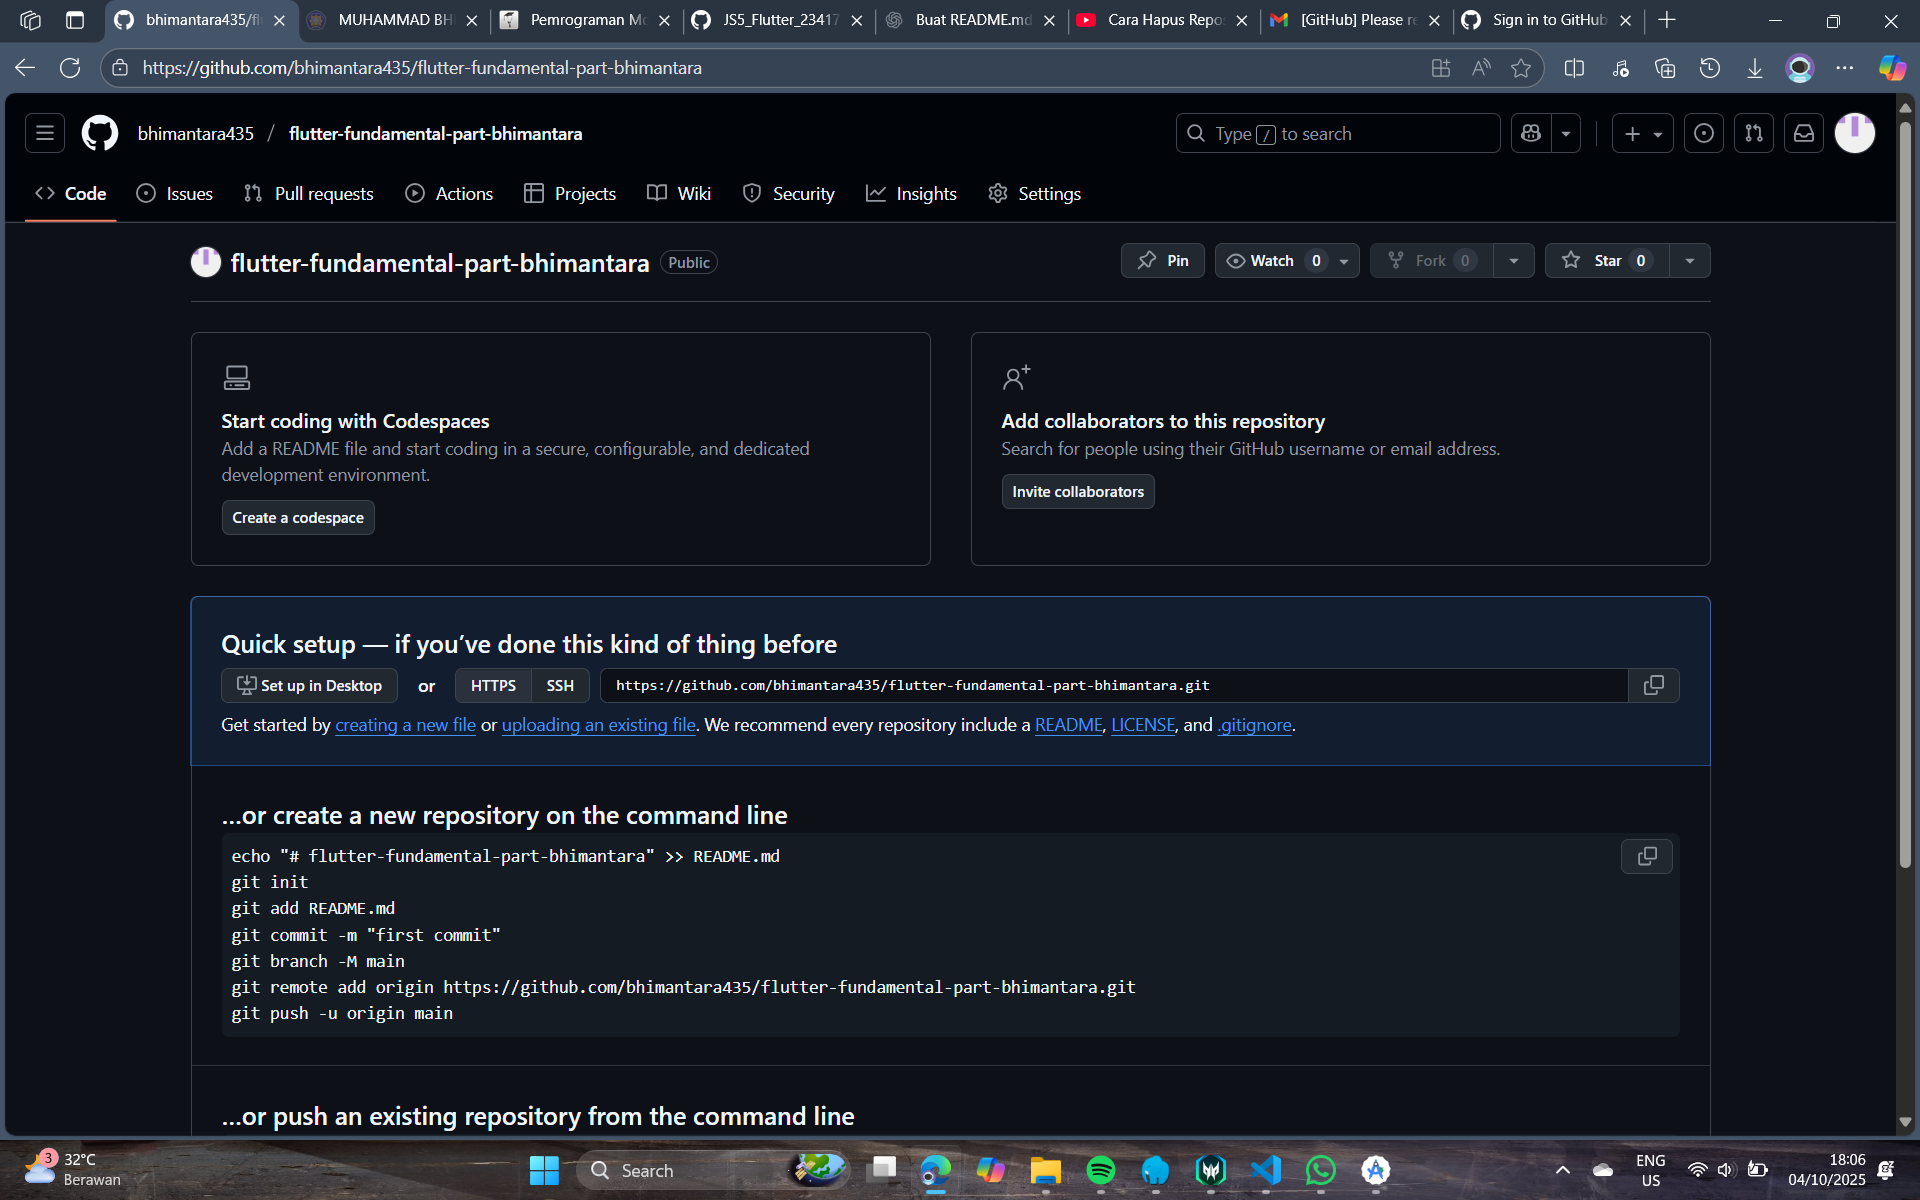 bhimantara435/fl
MUHAMMAD BHI
Pemrograman Mo
JS5_Flutter_23417
Buat README.md
Cara Hapus Repos
[GitHub] Please re
Sign in to GitHub
https://github.com/bhimantara435/flutter-fundamental-part-bhimantara
bhimantara435 / flutter-fundamental-part-bhimantara
Type / to search
Code
Issues
Pull requests
Actions
Projects
Wiki
Security
Insights
Settings
flutter-fundamental-part-bhimantara Public
Pin
Watch 0
Fork 0
Star 0
Start coding with Codespaces
Add a README file and start coding in a secure, configurable, and dedicated
development environment.
Create a codespace
Add collaborators to this repository
Search for people using their GitHub username or email address.
Invite collaborators
Quick setup — if you’ve done this kind of thing before
Set up in Desktop or HTTPS SSH https://github.com/bhimantara435/flutter-fundamental-part-bhimantara.git
Get started by creating a new file or uploading an existing file. We recommend every repository include a README, LICENSE, and .gitignore.
…or create a new repository on the command line
echo "# flutter-fundamental-part-bhimantara" >> README.md
git init
git add README.md
git commit -m "first commit"
git branch -M main
git remote add origin https://github.com/bhimantara435/flutter-fundamental-part-bhimantara.git
git push -u origin main
…or push an existing repository from the command line
3
32°C
Berawan
Search
ENG
US
18:06
04/10/2025